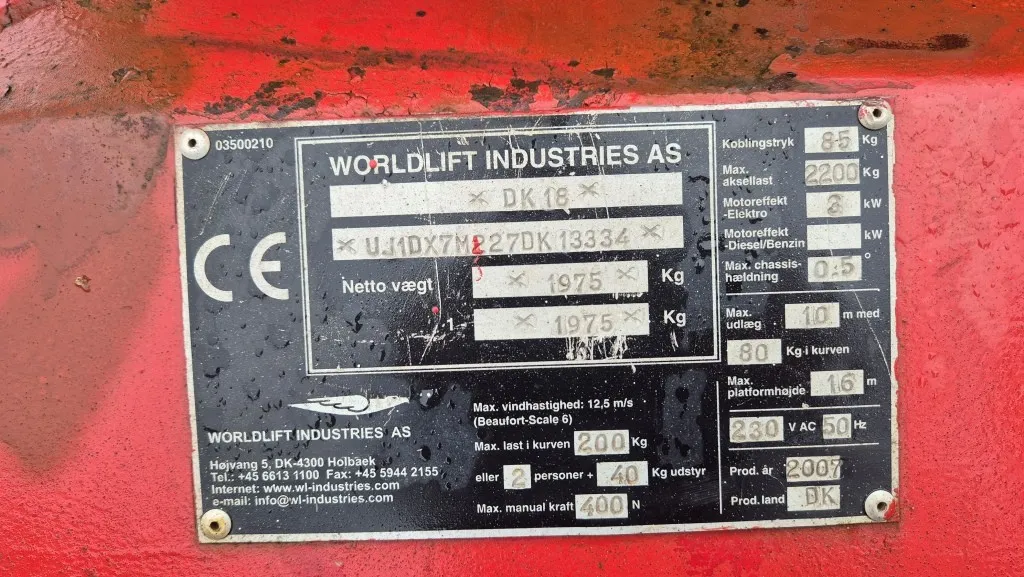 03500210
WORLDLIFT INDUSTRIES AS
× DK18 ×
× UJ1DX7M227DK13334 ×
Netto vægt × 1975 × Kg
.1- × 1975 × Kg
CE
WORLDLIFT INDUSTRIES AS
Højvang 5, DK-4300 Holbaek
Tel.: +45 6613 1100 Fax: +45 5944 2155
Internet: www.wl-industries.com
e-mail: info@wl-industries.com
Max. vindhastighed: 12,5 m/s
(Beaufort-Scale 6)
Max. last i kurven 200 Kg
eller 2 personer + 40 Kg udstyr
Max. manual kraft 400 N
Koblingstryk 85 Kg
Max.
aksellast 2200 Kg
Motoreffekt
-Elektro kW
Motoreffekt
-Diesel/Benzin kW
Max. chassis-
hældning 0.5 °
Max.
udlæg 10 m med
80 Kg i kurven
Max.
platformhøjde 16 m
230 V AC 50 Hz
Prod. år 2007
Prod. land DK